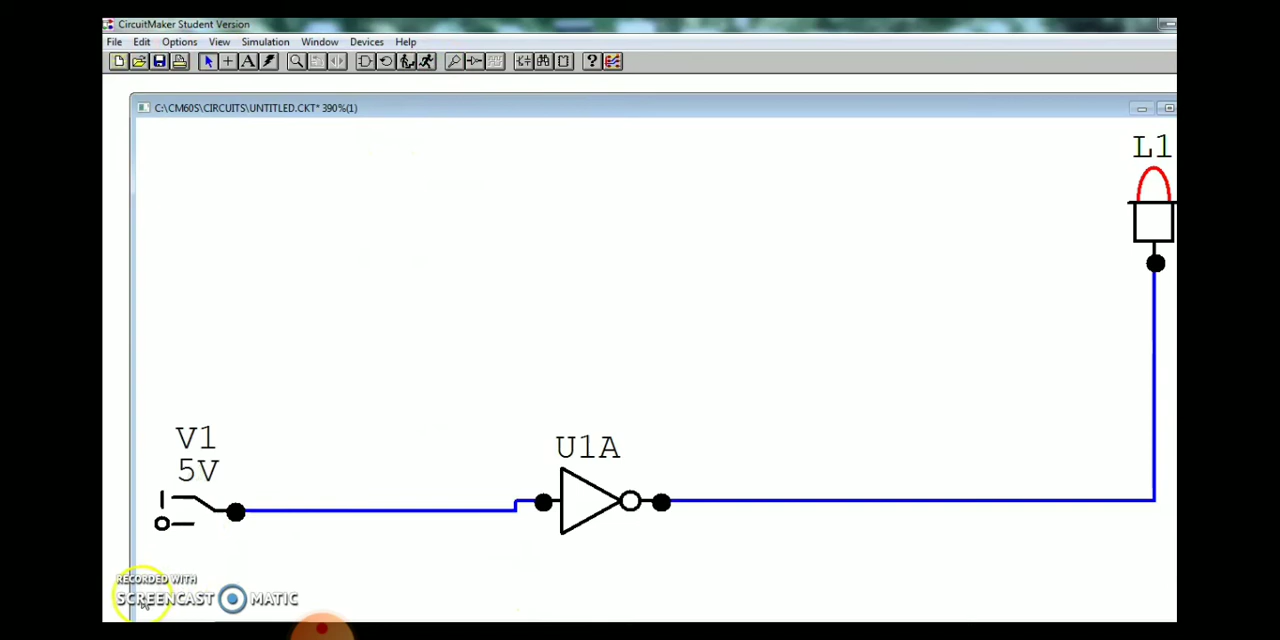 CircuitMaker Student Version
File Edit Options View Simulation Window Devices Help
A ?
C:\CM60S\CIRCUITS\UNTITLED.CKT* 390%(1)
L1
V1
5V
U1A
RECORDED WITH
SCREENCAST MATIC